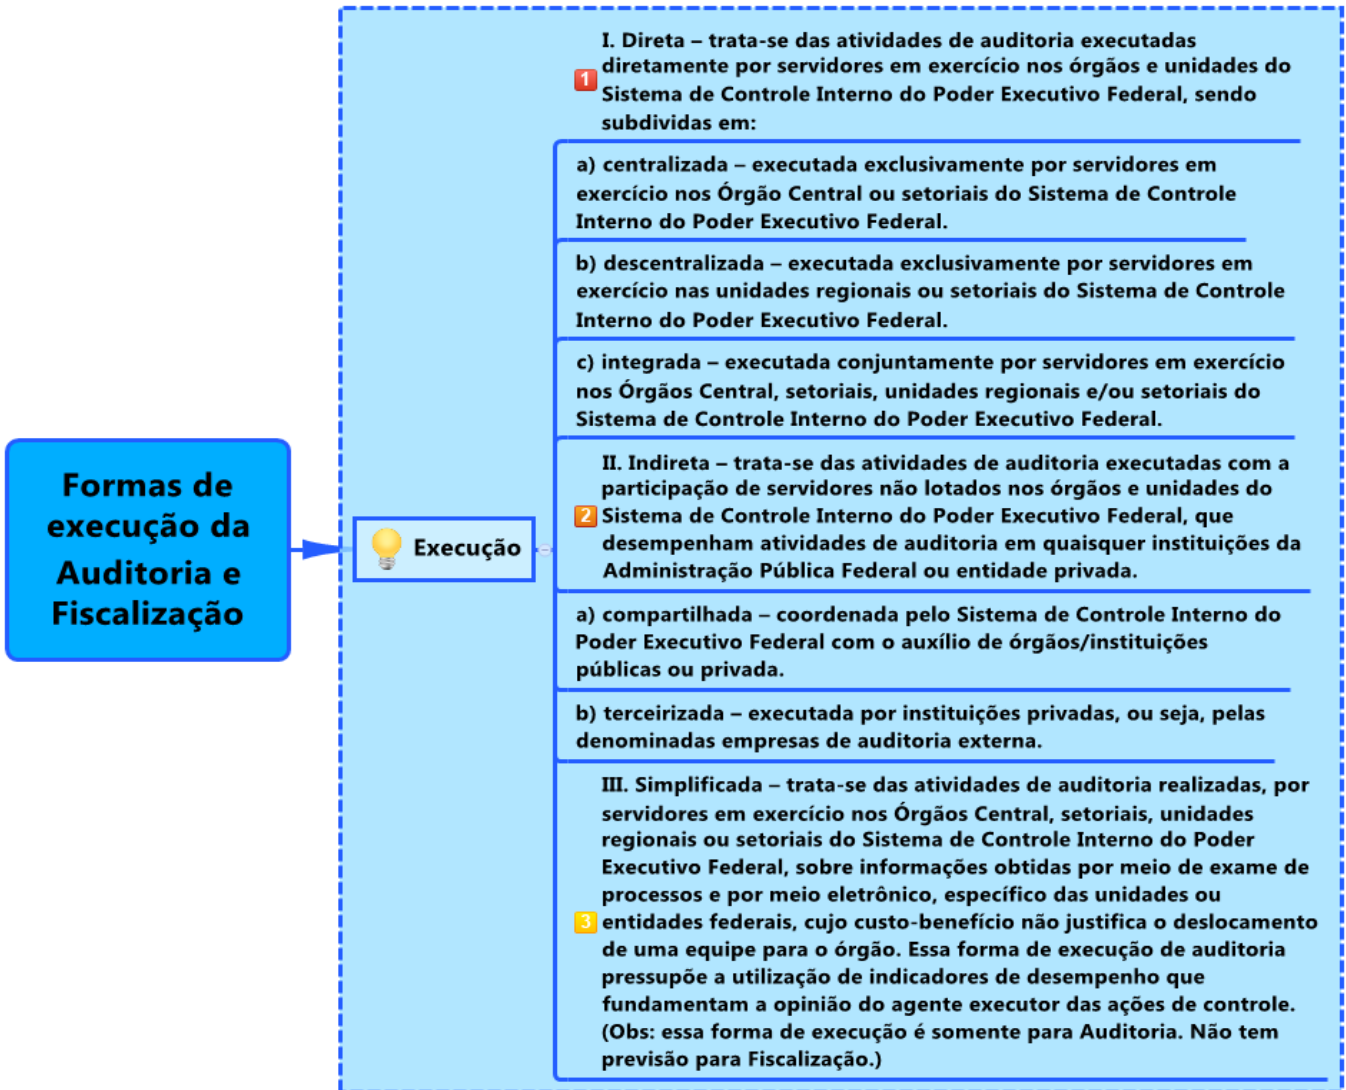 Formas de
execução da
Auditoria e
Fiscalização
Execução
1
I. Direta – trata-se das atividades de auditoria executadas
diretamente por servidores em exercício nos órgãos e unidades do
Sistema de Controle Interno do Poder Executivo Federal, sendo
subdividas em:
a) centralizada – executada exclusivamente por servidores em
exercício nos Órgão Central ou setoriais do Sistema de Controle
Interno do Poder Executivo Federal.
b) descentralizada – executada exclusivamente por servidores em
exercício nas unidades regionais ou setoriais do Sistema de Controle
Interno do Poder Executivo Federal.
c) integrada – executada conjuntamente por servidores em exercício
nos Órgãos Central, setoriais, unidades regionais e/ou setoriais do
Sistema de Controle Interno do Poder Executivo Federal.
2
II. Indireta – trata-se das atividades de auditoria executadas com a
participação de servidores não lotados nos órgãos e unidades do
Sistema de Controle Interno do Poder Executivo Federal, que
desempenham atividades de auditoria em quaisquer instituições da
Administração Pública Federal ou entidade privada.
a) compartilhada – coordenada pelo Sistema de Controle Interno do
Poder Executivo Federal com o auxílio de órgãos/instituições
públicas ou privada.
b) terceirizada – executada por instituições privadas, ou seja, pelas
denominadas empresas de auditoria externa.
3
III. Simplificada – trata-se das atividades de auditoria realizadas, por
servidores em exercício nos Órgãos Central, setoriais, unidades
regionais ou setoriais do Sistema de Controle Interno do Poder
Executivo Federal, sobre informações obtidas por meio de exame de
processos e por meio eletrônico, específico das unidades ou
entidades federais, cujo custo-benefício não justifica o deslocamento
de uma equipe para o órgão. Essa forma de execução de auditoria
pressupõe a utilização de indicadores de desempenho que
fundamentam a opinião do agente executor das ações de controle.
(Obs: essa forma de execução é somente para Auditoria. Não tem
previsão para Fiscalização.)